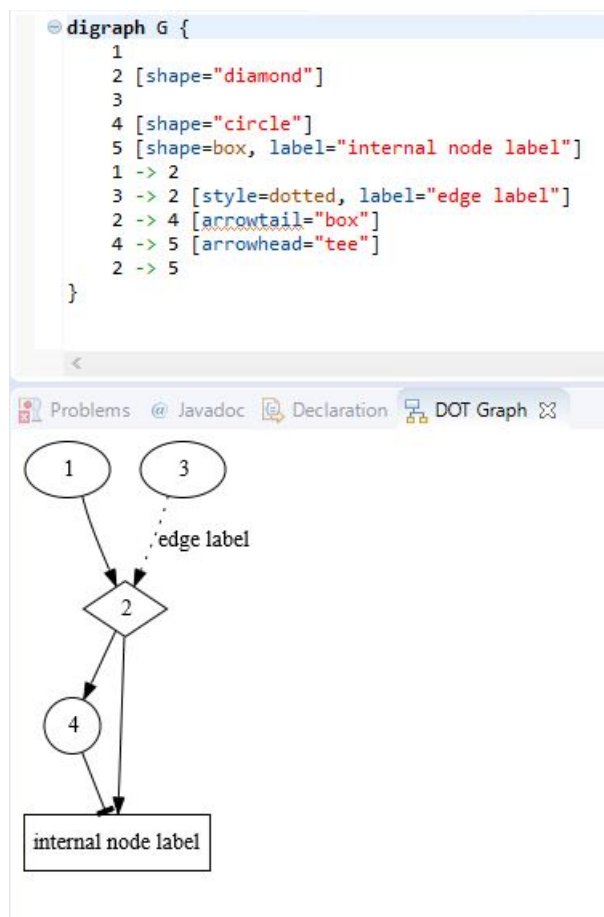 digraph G {
1
2 [shape="diamond"]
3
4 [shape="circle"]
5 [shape=box, label="internal node label"]
1 -> 2
3 -> 2 [style=dotted, label="edge label"]
2 -> 4 [arrowtail="box"]
4 -> 5 [arrowhead="tee"]
2 -> 5
}
Problems @ Javadoc Declaration DOT Graph
1 3
edge label
2
4
internal node label